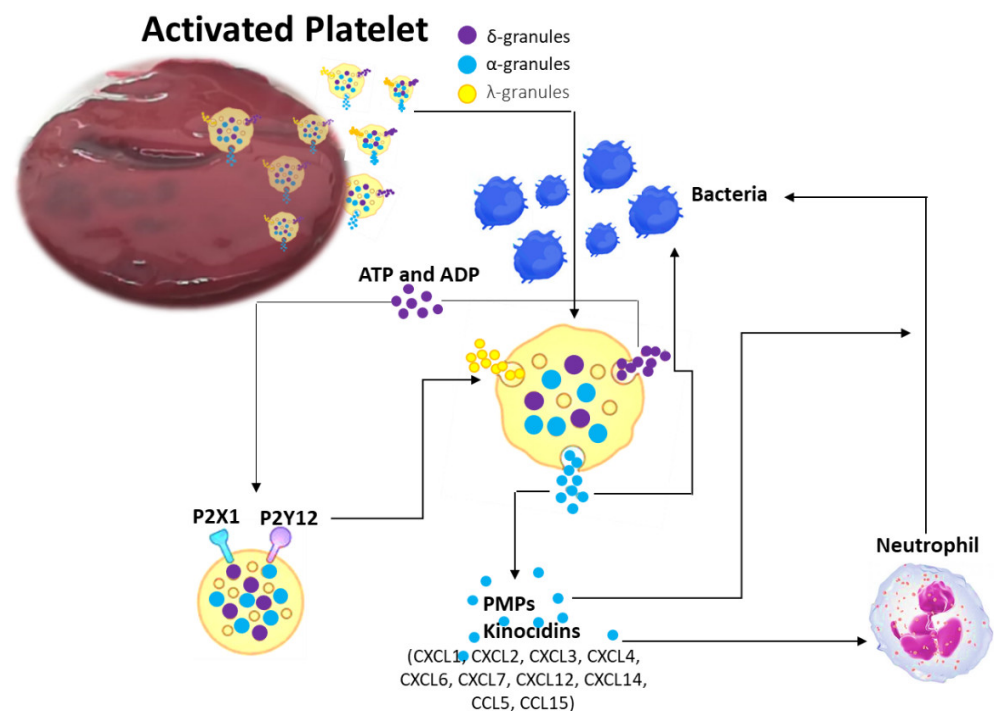 Activated Platelet
δ-granules
α-granules
λ-granules
Bacteria
ATP and ADP
P2X1
P2Y12
Neutrophil
PMPs
Kinocidins
(CXCL1, CXCL2, CXCL3, CXCL4,
CXCL6, CXCL7, CXCL12, CXCL14,
CCL5, CCL15)